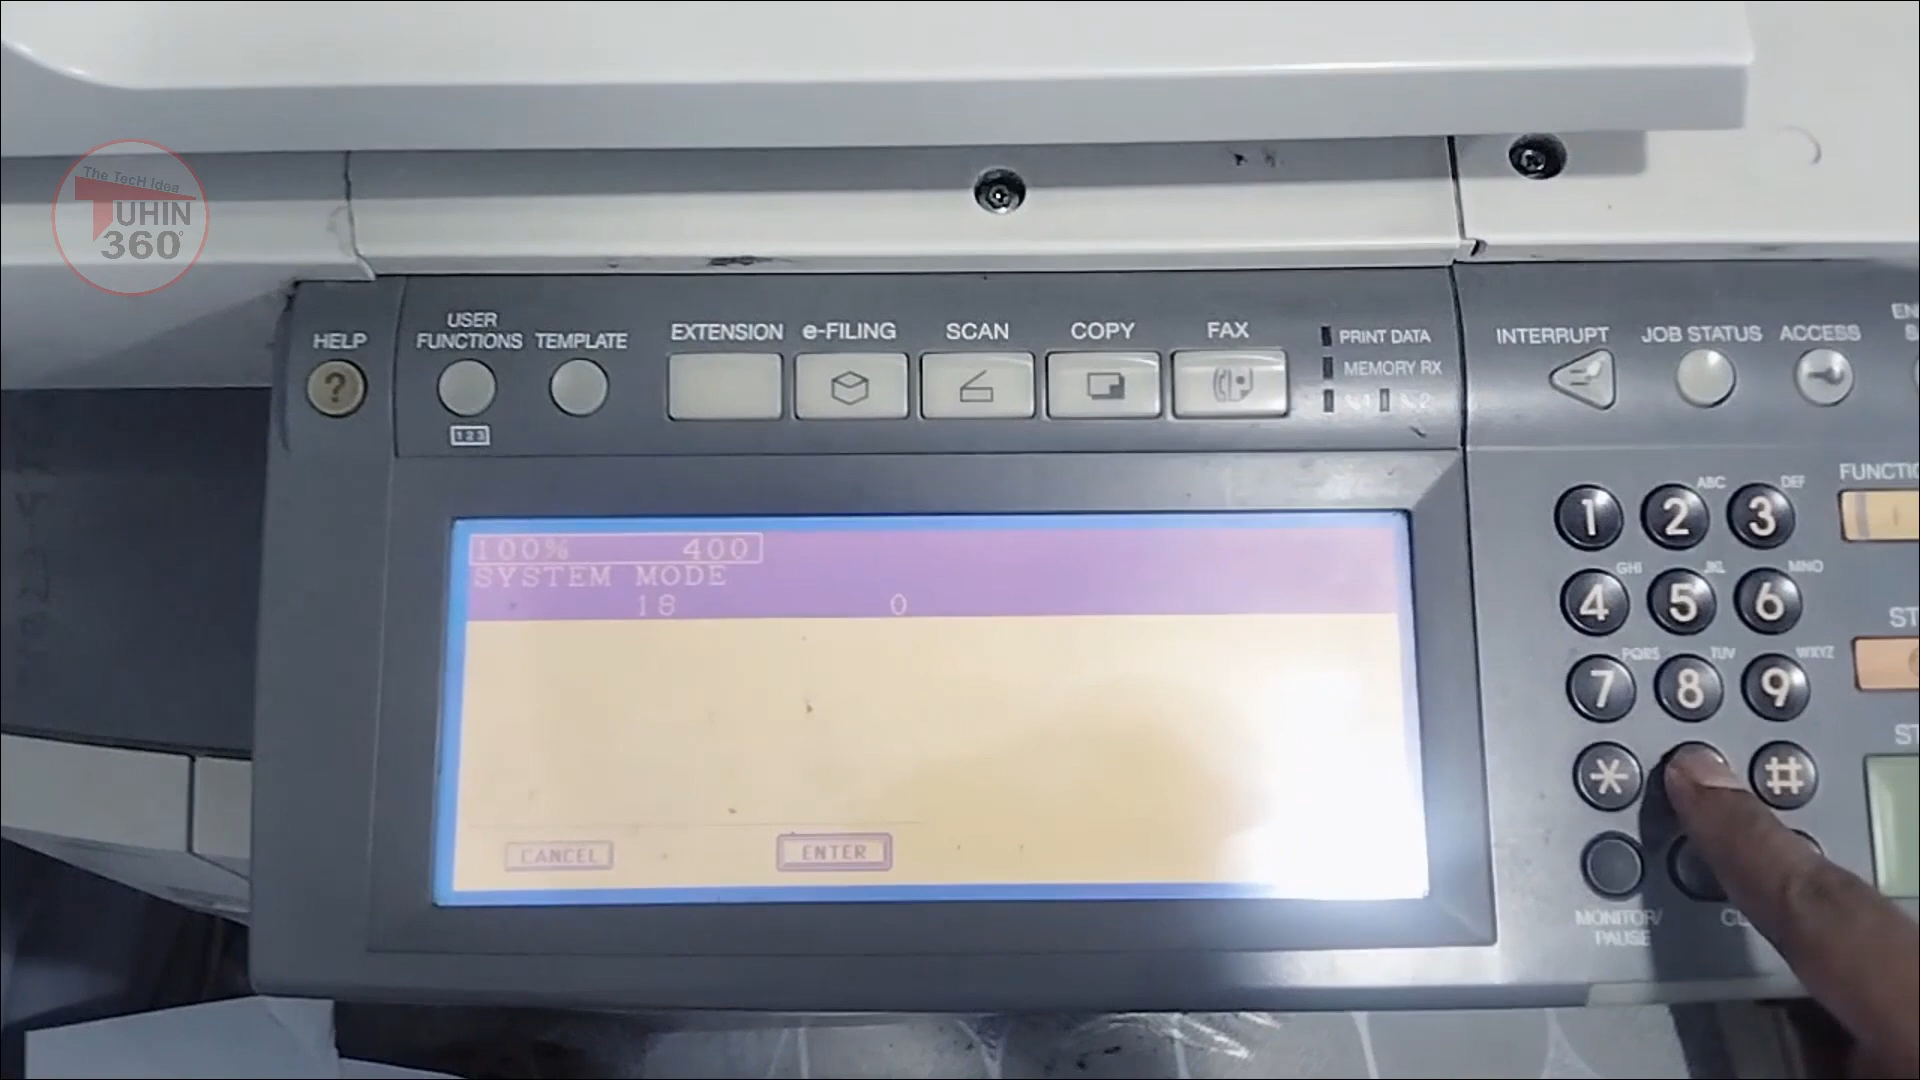 The TecH Idea
TUHIN
360°
HELP
?
USER
FUNCTIONS
123
TEMPLATE
EXTENSION
e-FILING
SCAN
COPY
FAX
PRINT DATA
MEMORY RX
INTERRUPT
JOB STATUS
ACCESS
100% 400
SYSTEM MODE
18 0
CANCEL
ENTER
1 2 ABC 3 DEF
4 GHI 5 JKL 6 MNO
7 PQRS 8 TUV 9 WXYZ
* #
MONITOR/
PAUSE